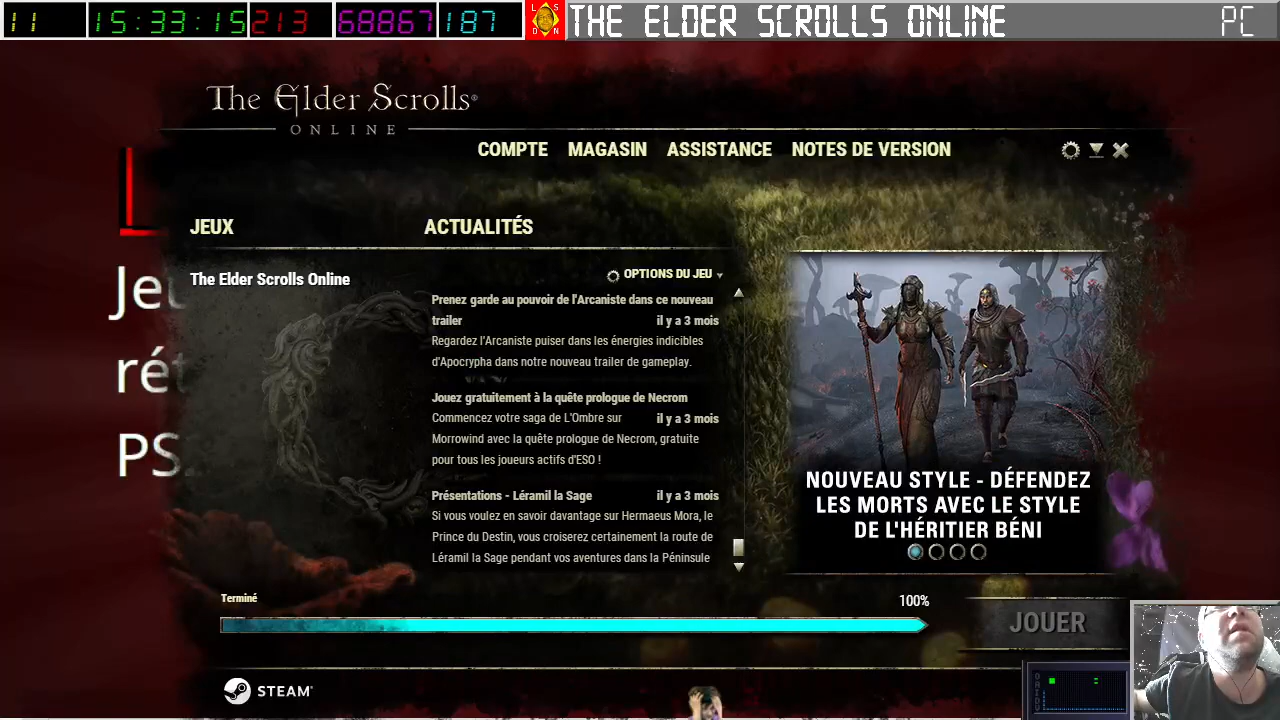 11 15:33:15 213 68867 187 L S D N THE ELDER SCROLLS ONLINE PC
The Elder Scrolls®
ONLINE
COMPTE MAGASIN ASSISTANCE NOTES DE VERSION
JEUX
ACTUALITÉS
The Elder Scrolls Online
OPTIONS DU JEU
Prenez garde au pouvoir de l'Arcaniste dans ce nouveau
trailer il y a 3 mois
Regardez l'Arcaniste puiser dans les énergies indicibles
d'Apocrypha dans notre nouveau trailer de gameplay.
Jouez gratuitement à la quête prologue de Necrom
Commencez votre saga de L'Ombre sur il y a 3 mois
Morrowind avec la quête prologue de Necrom, gratuite
pour tous les joueurs actifs d'ESO !
Présentations - Léramil la Sage il y a 3 mois
Si vous voulez en savoir davantage sur Hermaeus Mora, le
Prince du Destin, vous croiserez certainement la route de
Léramil la Sage pendant vos aventures dans la Péninsule
NOUVEAU STYLE - DÉFENDEZ
LES MORTS AVEC LE STYLE
DE L'HÉRITIER BÉNI
L
Jeu
rét
PS
Terminé
100%
JOUER
STEAM